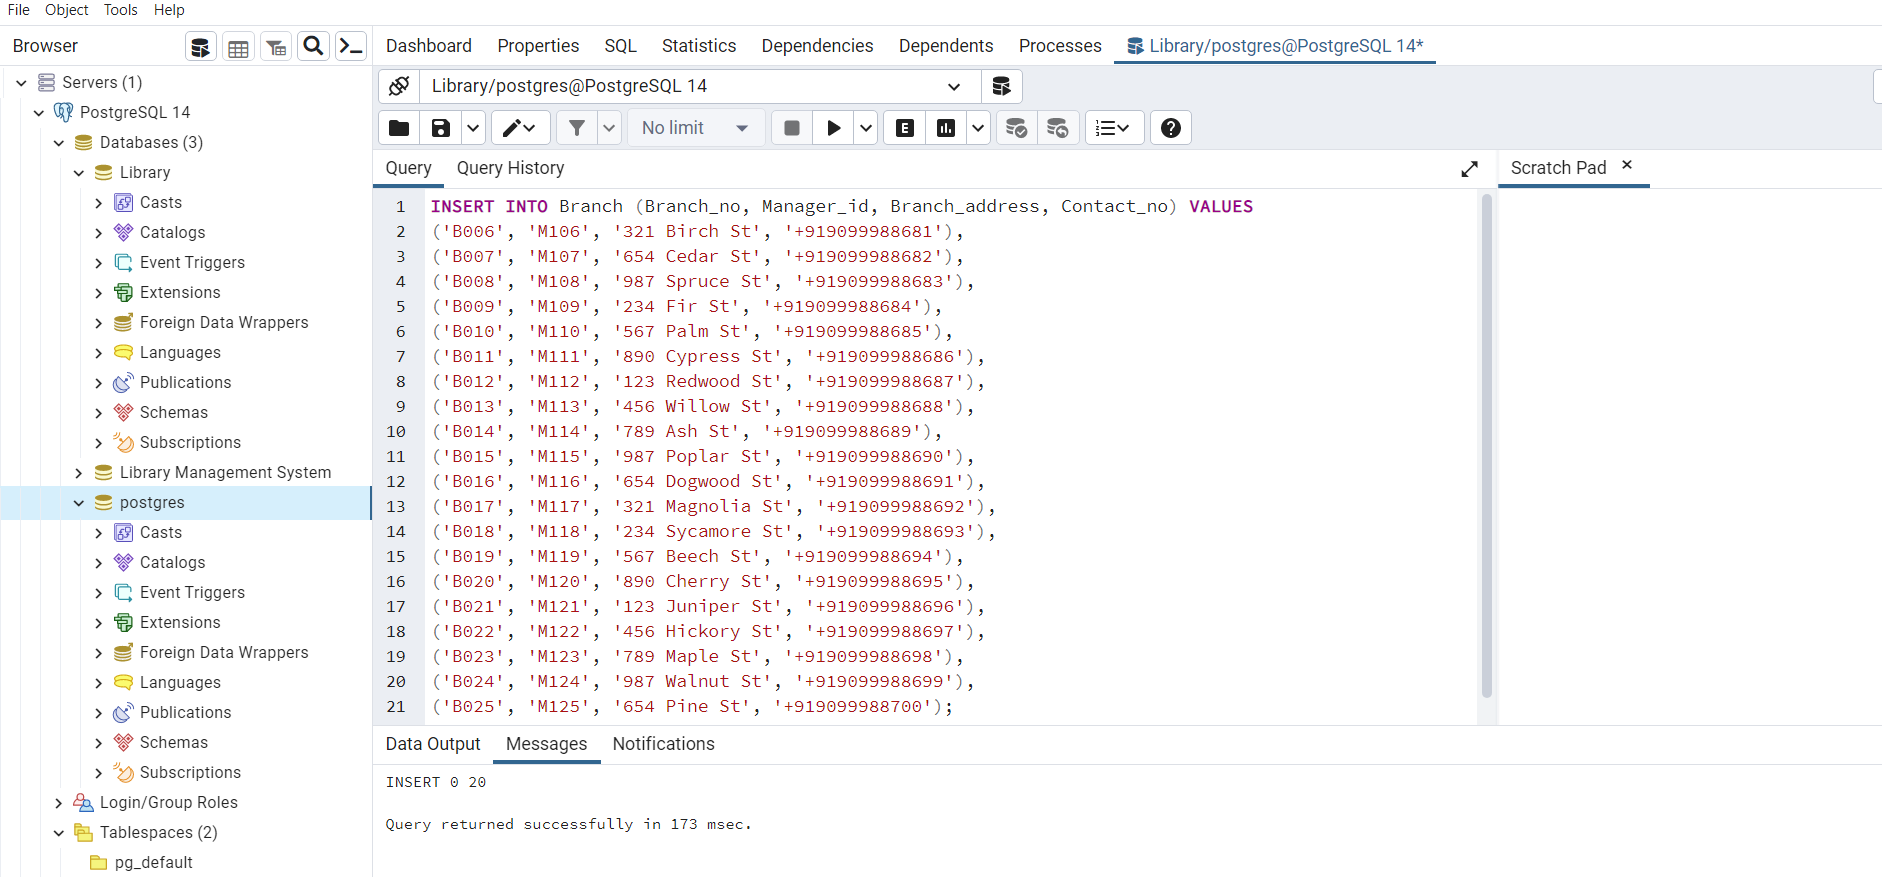 File Object Tools Help
Browser
Dashboard Properties SQL Statistics Dependencies Dependents Processes Library/postgres@PostgreSQL 14*
Servers (1)
PostgreSQL 14
Databases (3)
Library
Casts
Catalogs
Event Triggers
Extensions
Foreign Data Wrappers
Languages
Publications
Schemas
Subscriptions
Library Management System
postgres
Casts
Catalogs
Event Triggers
Extensions
Foreign Data Wrappers
Languages
Publications
Schemas
Subscriptions
Login/Group Roles
Tablespaces (2)
pg_default
Library/postgres@PostgreSQL 14
No limit
E
Query Query History
Scratch Pad
1 INSERT INTO Branch (Branch_no, Manager_id, Branch_address, Contact_no) VALUES
2 ('B006', 'M106', '321 Birch St', '+919099988681'),
3 ('B007', 'M107', '654 Cedar St', '+919099988682'),
4 ('B008', 'M108', '987 Spruce St', '+919099988683'),
5 ('B009', 'M109', '234 Fir St', '+919099988684'),
6 ('B010', 'M110', '567 Palm St', '+919099988685'),
7 ('B011', 'M111', '890 Cypress St', '+919099988686'),
8 ('B012', 'M112', '123 Redwood St', '+919099988687'),
9 ('B013', 'M113', '456 Willow St', '+919099988688'),
10 ('B014', 'M114', '789 Ash St', '+919099988689'),
11 ('B015', 'M115', '987 Poplar St', '+919099988690'),
12 ('B016', 'M116', '654 Dogwood St', '+919099988691'),
13 ('B017', 'M117', '321 Magnolia St', '+919099988692'),
14 ('B018', 'M118', '234 Sycamore St', '+919099988693'),
15 ('B019', 'M119', '567 Beech St', '+919099988694'),
16 ('B020', 'M120', '890 Cherry St', '+919099988695'),
17 ('B021', 'M121', '123 Juniper St', '+919099988696'),
18 ('B022', 'M122', '456 Hickory St', '+919099988697'),
19 ('B023', 'M123', '789 Maple St', '+919099988698'),
20 ('B024', 'M124', '987 Walnut St', '+919099988699'),
21 ('B025', 'M125', '654 Pine St', '+919099988700');
Data Output Messages Notifications
INSERT 0 20
Query returned successfully in 173 msec.